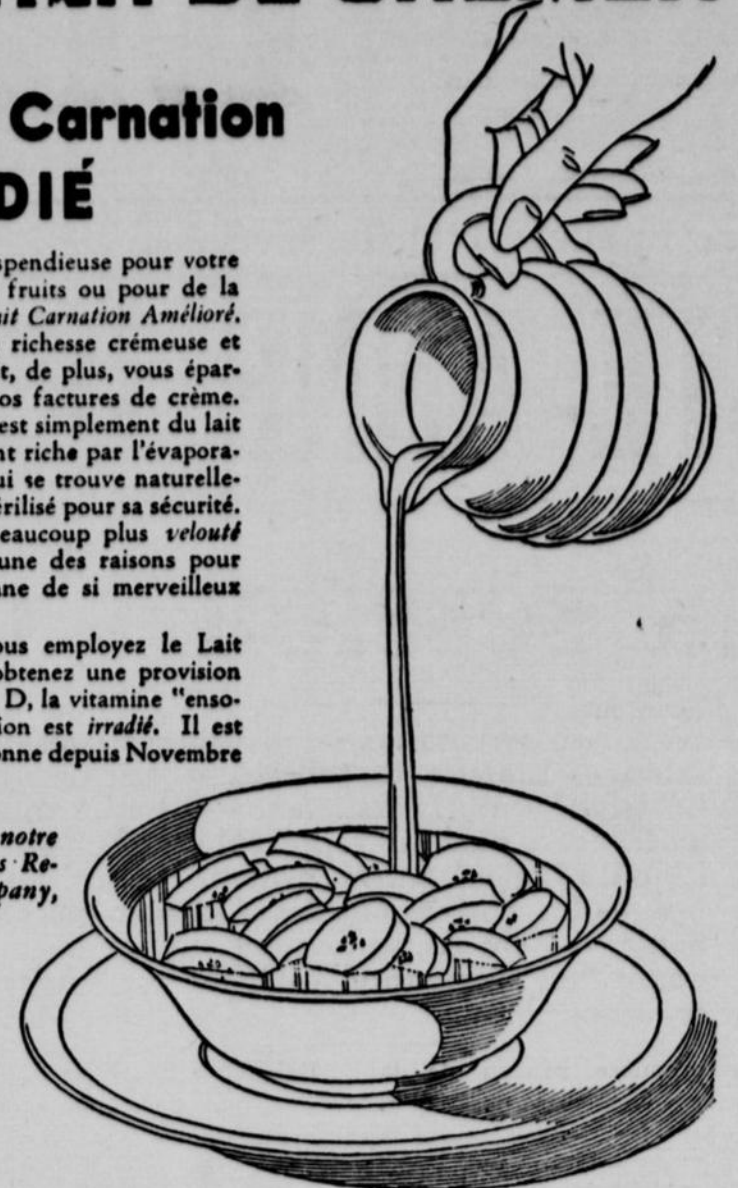 Carnation
DIÉ
spendieuse pour votre
fruits ou pour de la
ait Carnation Amélioré.
richesse crémeuse et
t, de plus, vous épar-
os factures de crème.
est simplement du lait
nt riche par l'évapora-
ui se trouve naturelle-
érilisé pour sa sécurité.
eaucoup plus velouté
une des raisons pour
nne de si merveilleux
ous employez le Lait
obtenez une provision
D, la vitamine "enso-
ion est irradié. Il est
onne depuis Novembre
notre
s Re-
pany,